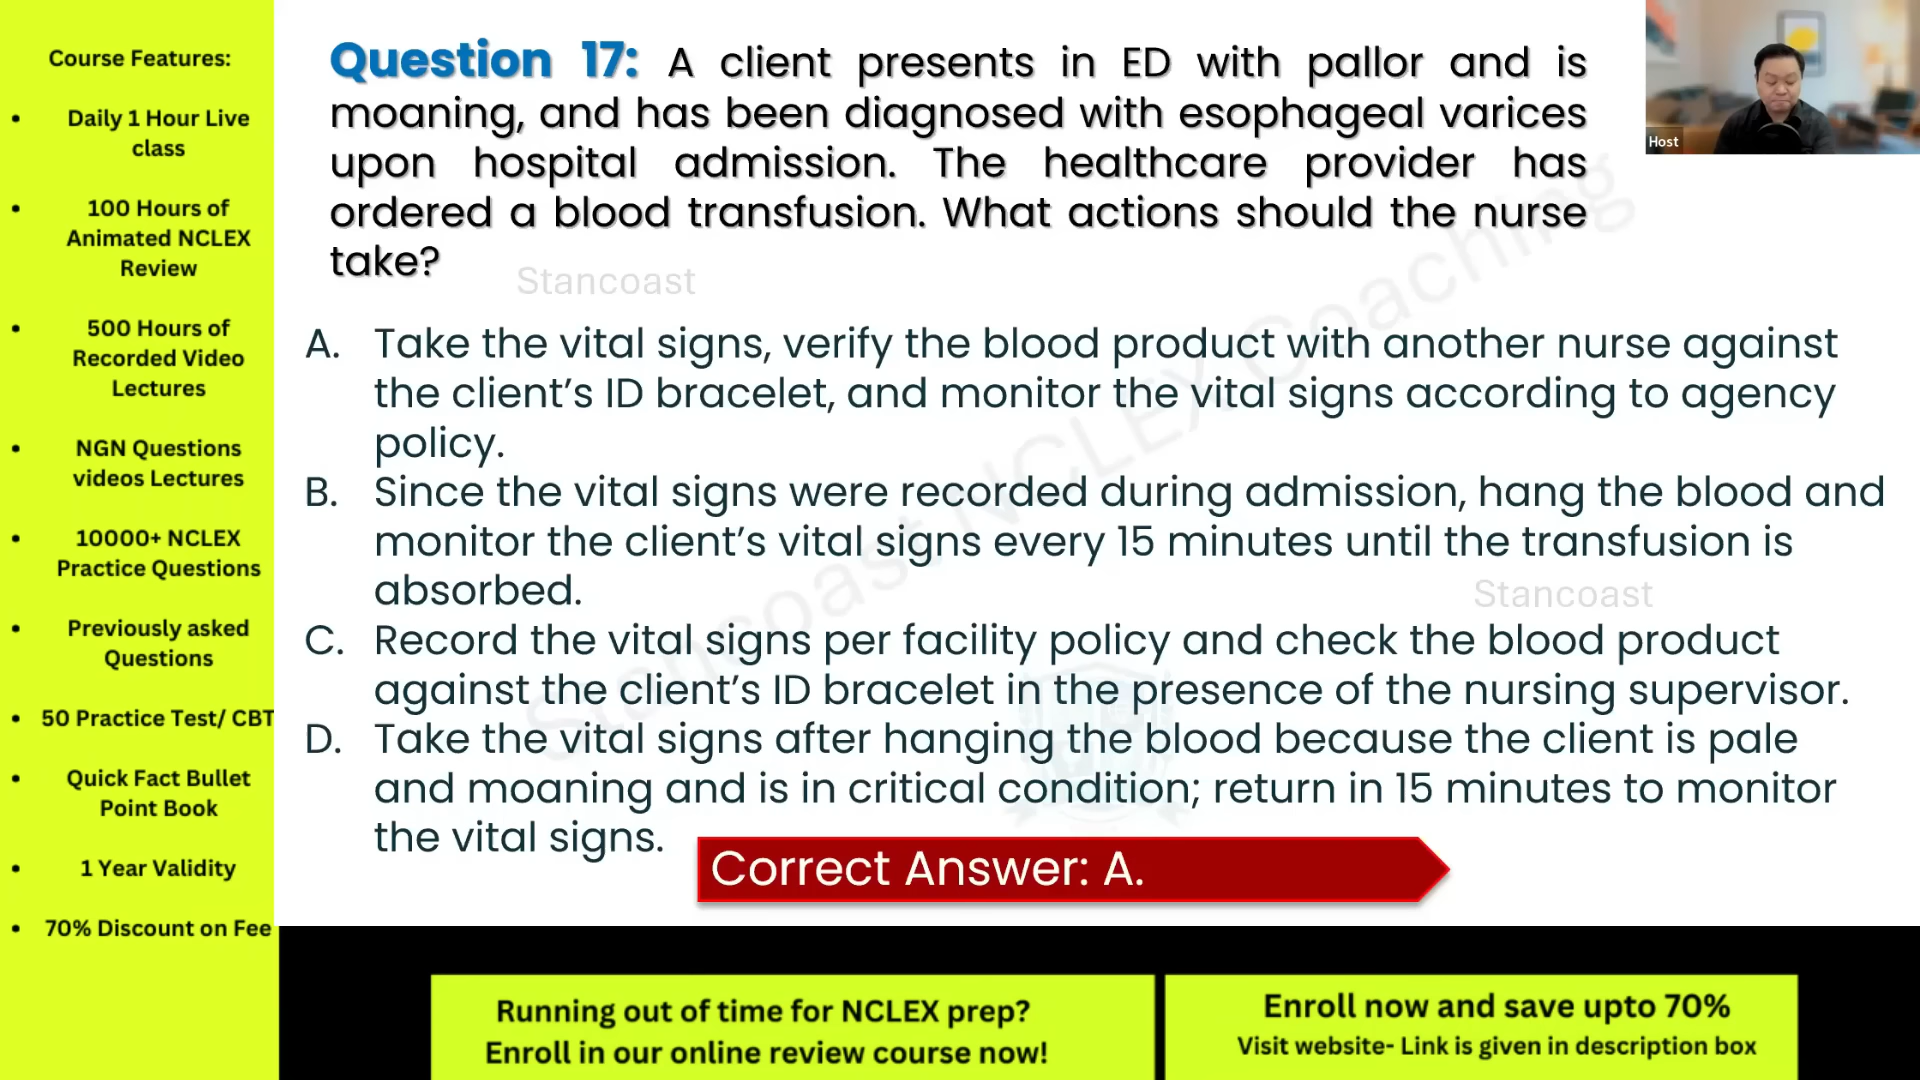 Course Features:
• Daily 1 Hour Live
class
• 100 Hours of
Animated NCLEX
Review
• 500 Hours of
Recorded Video
Lectures
• NGN Questions
videos Lectures
• 10000+ NCLEX
Practice Questions
• Previously asked
Questions
• 50 Practice Test/ CBT
• Quick Fact Bullet
Point Book
• 1 Year Validity
• 70% Discount on Fee
Question 17: A client presents in ED with pallor and is
moaning, and has been diagnosed with esophageal varices
upon hospital admission. The healthcare provider has
ordered a blood transfusion. What actions should the nurse
take?
Stancoast
A. Take the vital signs, verify the blood product with another nurse against
the client’s ID bracelet, and monitor the vital signs according to agency
policy.
B. Since the vital signs were recorded during admission, hang the blood and
monitor the client’s vital signs every 15 minutes until the transfusion is
absorbed.
Stancoast
C. Record the vital signs per facility policy and check the blood product
against the client’s ID bracelet in the presence of the nursing supervisor.
D. Take the vital signs after hanging the blood because the client is pale
and moaning and is in critical condition; return in 15 minutes to monitor
the vital signs.
Stancoast NCLEX Coaching
Correct Answer: A.
Host
Running out of time for NCLEX prep?
Enroll in our online review course now!
Enroll now and save upto 70%
Visit website- Link is given in description box